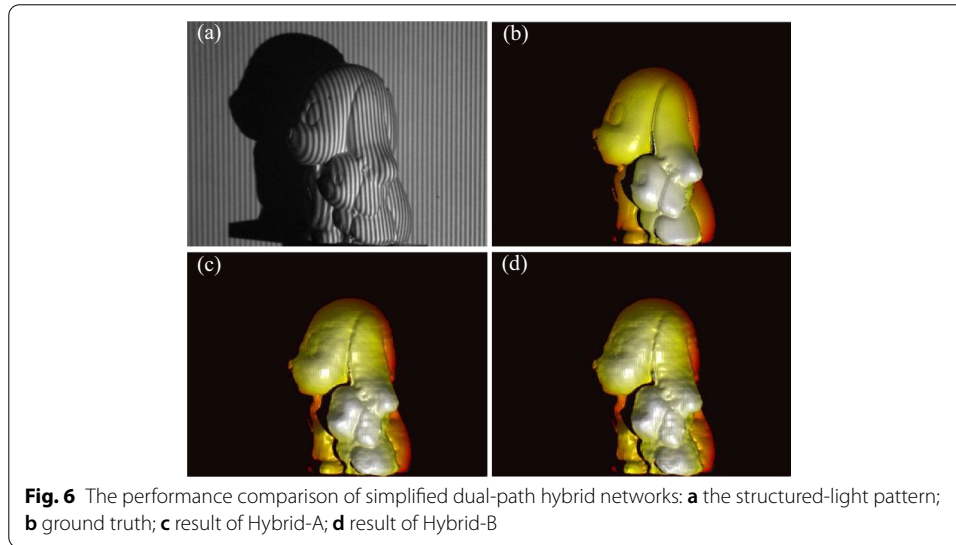 (a)
(b)
(c)
(d)
Fig. 6 The performance comparison of simplified dual-path hybrid networks: a the structured-light pattern;
b ground truth; c result of Hybrid-A; d result of Hybrid-B